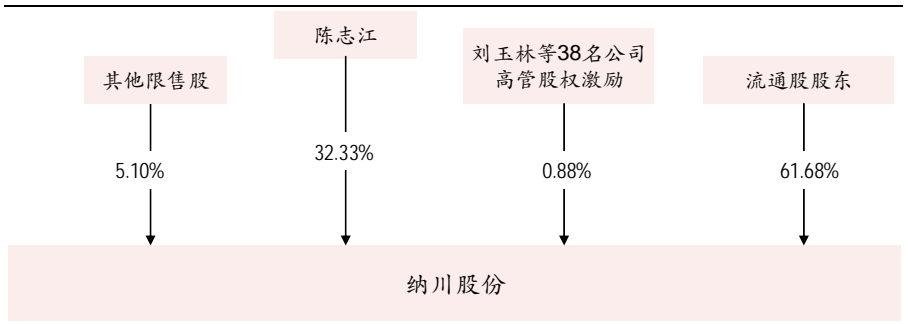 陈志江
其他限售股
刘玉林等38名公司
高管股权激励
流通股股东
5.10%
32.33%
0.88%
61.68%
纳川股份